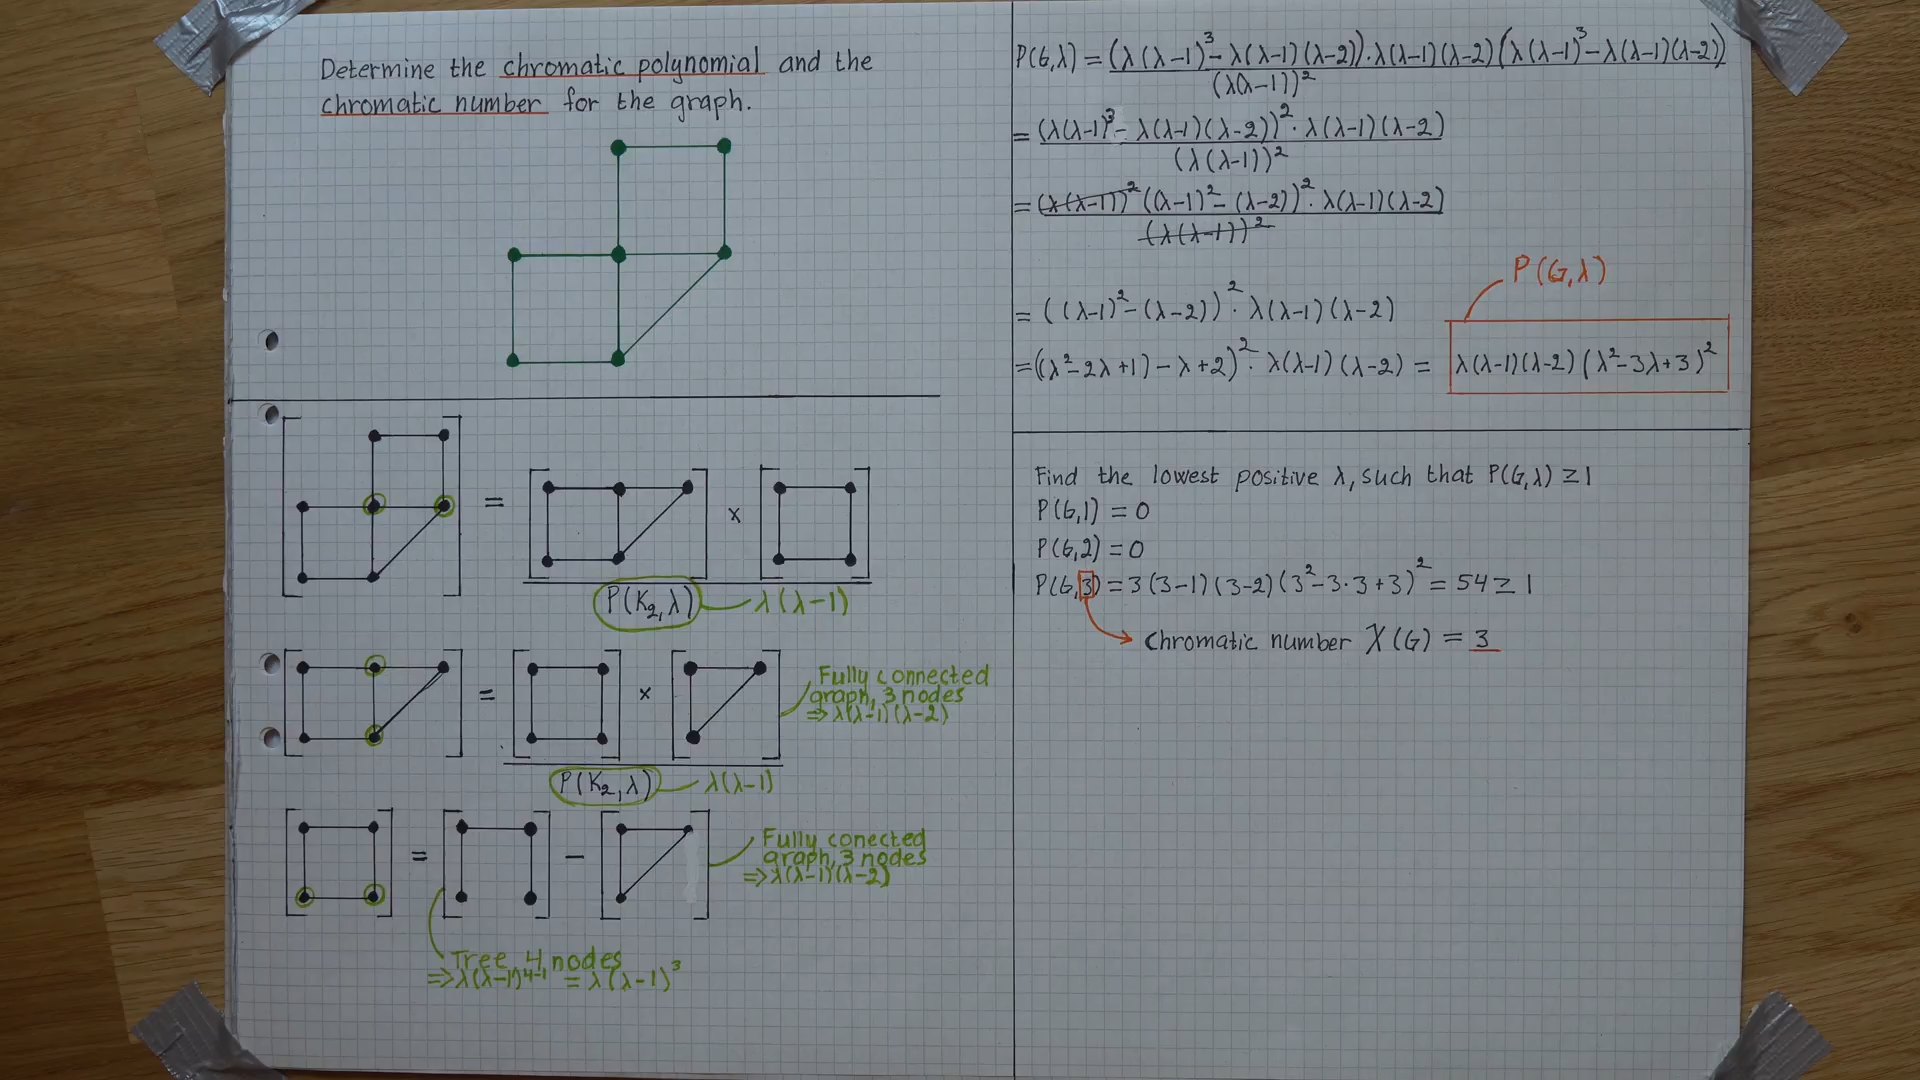 Determine the chromatic polynomial and the
chromatic number for the graph.
=
×
P(K₂,λ) λ(λ-1)
=
×
Fully connected
graph, 3 nodes
⇒ λ(λ-1)(λ-2)
P(K₂,λ) λ(λ-1)
=
-
Fully conected
graph, 3 nodes
⇒ λ(λ-1)(λ-2)
Tree, 4 nodes
⇒ λ(λ-1)⁴⁻¹ = λ(λ-1)³
P(G,λ) = (λ(λ-1)³ - λ(λ-1)(λ-2))·λ(λ-1)(λ-2)(λ(λ-1)³ - λ(λ-1)(λ-2))
(λ(λ-1))²
= (λ(λ-1)³ - λ(λ-1)(λ-2))² · λ(λ-1)(λ-2)
(λ(λ-1))²
= (λ(λ-1))² ((λ-1)² - (λ-2))² · λ(λ-1)(λ-2)
(λ(λ-1))²
P(G,λ)
= ((λ-1)² - (λ-2))² · λ(λ-1)(λ-2)
= ((λ²-2λ+1) - λ+2)² · λ(λ-1)(λ-2) = λ(λ-1)(λ-2)(λ²-3λ+3)²
Find the lowest positive λ, such that P(G,λ) ≥ 1
P(G,1) = 0
P(G,2) = 0
P(G,3) = 3(3-1)(3-2)(3²-3·3+3)² = 54 ≥ 1
Chromatic number χ(G) = 3